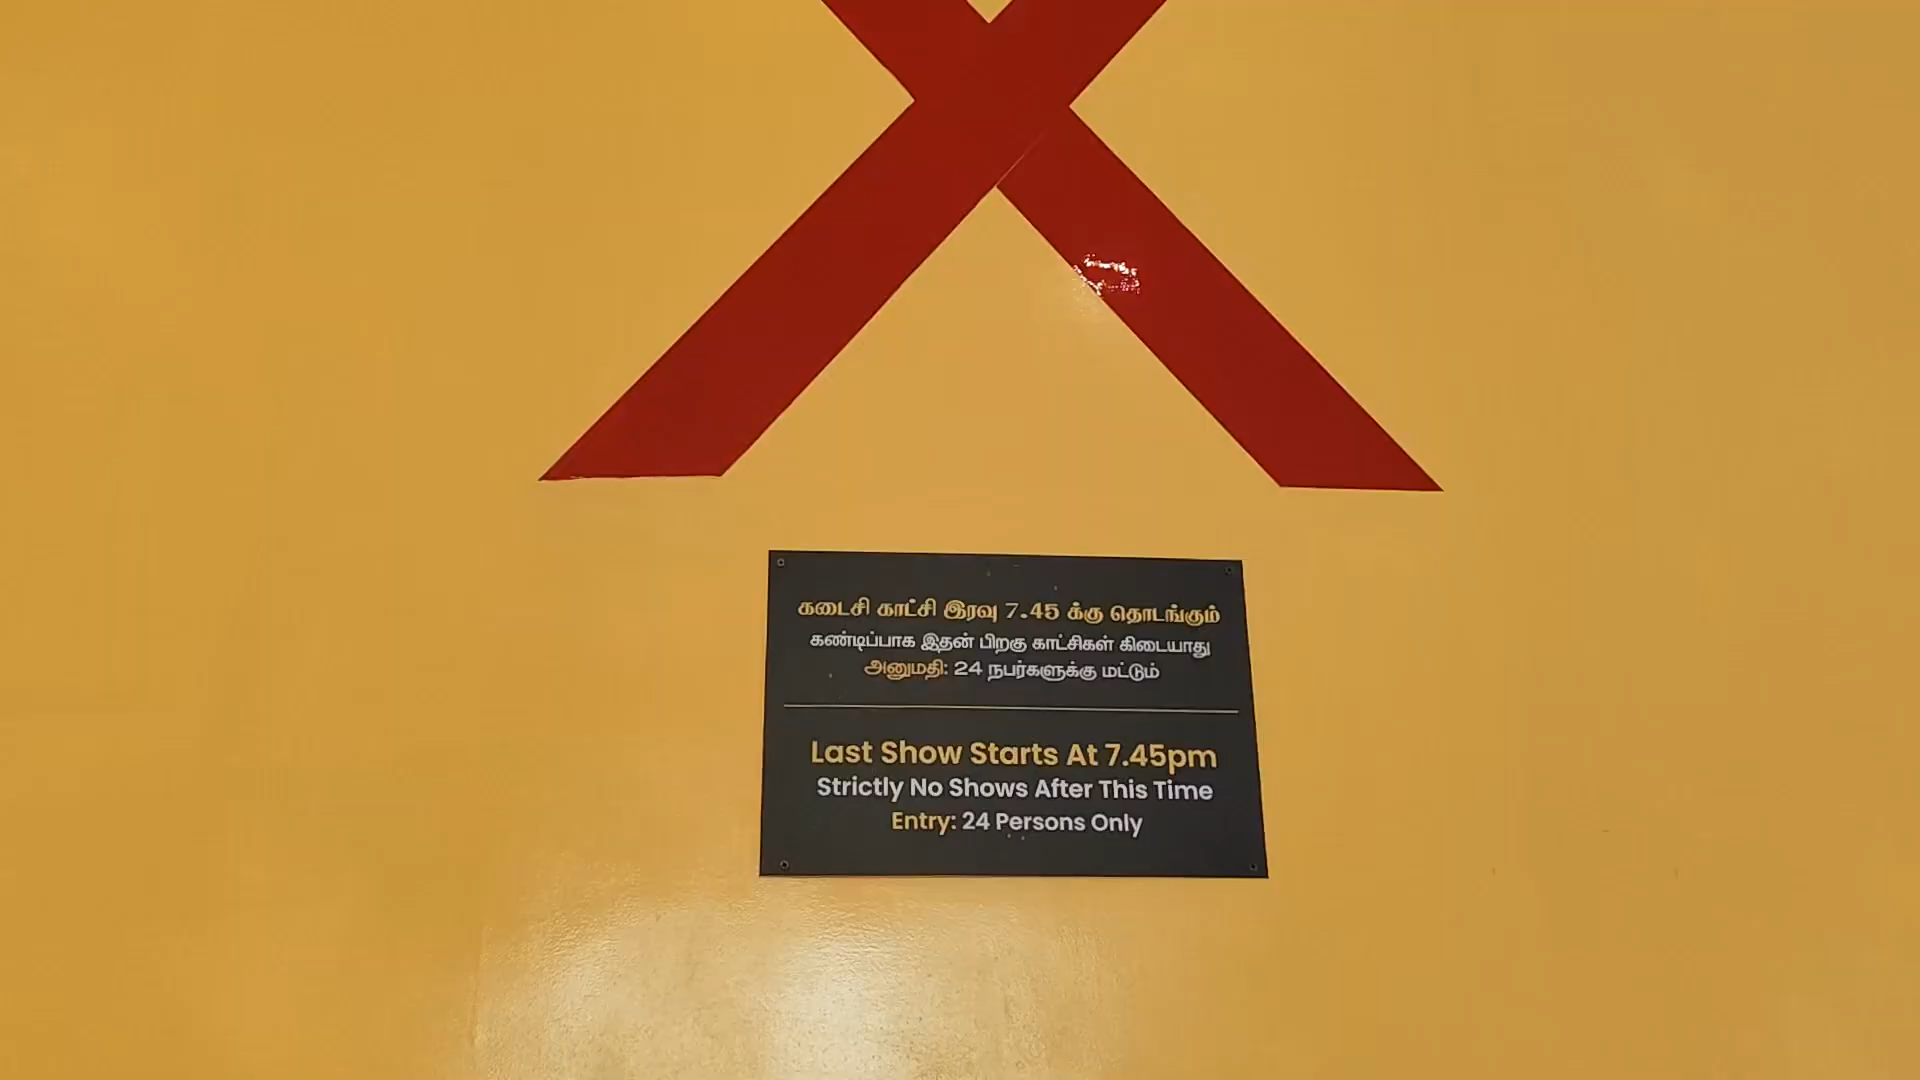 கடைசி காட்சி இரவு 7.45 க்கு தொடங்கும்
கண்டிப்பாக இதன் பிறகு காட்சிகள் கிடையாது
அனுமதி: 24 நபர்களுக்கு மட்டும்
Last Show Starts At 7.45pm
Strictly No Shows After This Time
Entry: 24 Persons Only